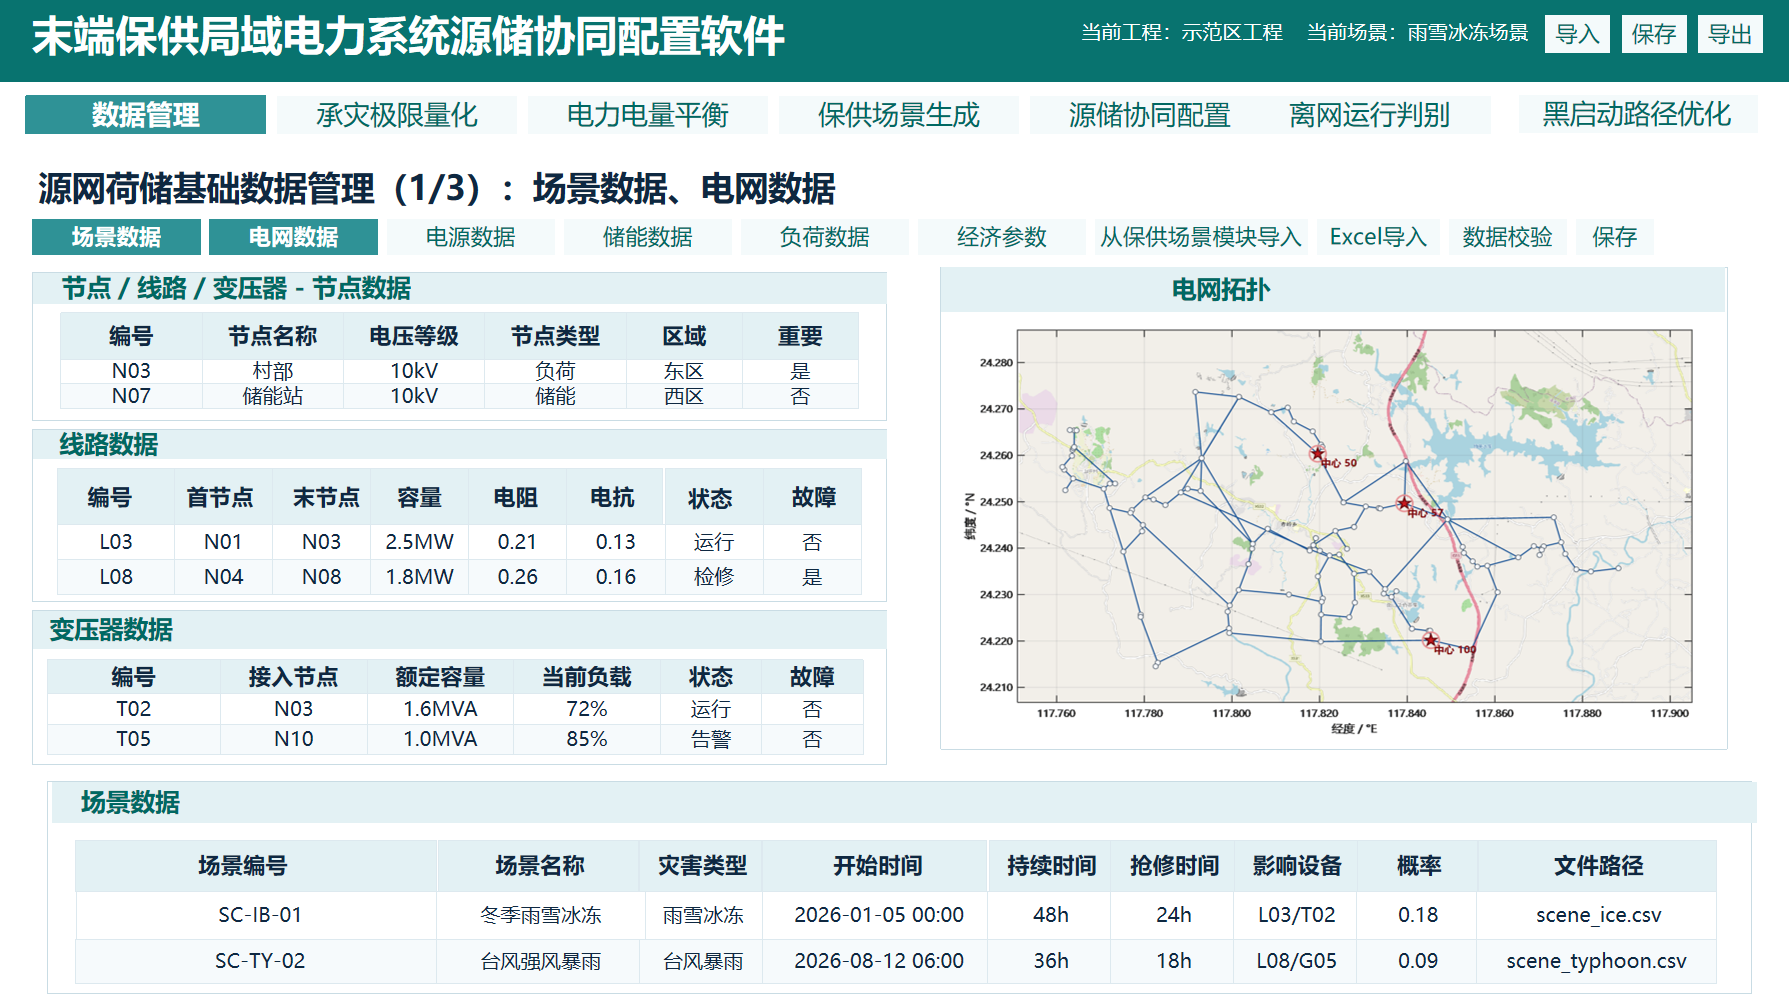 末端保供局域电力系统源储协同配置软件
当前工程：示范区工程 当前场景：雨雪冰冻场景 导入 保存 导出
数据管理 承灾极限量化 电力电量平衡 保供场景生成 源储协同配置 离网运行判别 黑启动路径优化
源网荷储基础数据管理（1/3）：场景数据、电网数据
场景数据 电网数据 电源数据 储能数据 负荷数据 经济参数 从保供场景模块导入 Excel导入 数据校验 保存
节点 / 线路 / 变压器 - 节点数据
编号 节点名称 电压等级 节点类型 区域 重要
N03 村部 10kV 负荷 东区 是
N07 储能站 10kV 储能 西区 否
线路数据
编号 首节点 末节点 容量 电阻 电抗 状态 故障
L03 N01 N03 2.5MW 0.21 0.13 运行 否
L08 N04 N08 1.8MW 0.26 0.16 检修 是
变压器数据
编号 接入节点 额定容量 当前负载 状态 故障
T02 N03 1.6MVA 72% 运行 否
T05 N10 1.0MVA 85% 告警 否
电网拓扑
24.280
24.270
24.260
24.250
24.240
24.230
24.220
24.210
纬度 / °N
中心 50
中心 57
中心 100
117.760 117.780 117.800 117.820 117.840 117.860 117.880 117.900
经度 / °E
场景数据
场景编号 场景名称 灾害类型 开始时间 持续时间 抢修时间 影响设备 概率 文件路径
SC-IB-01 冬季雨雪冰冻 雨雪冰冻 2026-01-05 00:00 48h 24h L03/T02 0.18 scene_ice.csv
SC-TY-02 台风强风暴雨 台风暴雨 2026-08-12 06:00 36h 18h L08/G05 0.09 scene_typhoon.csv